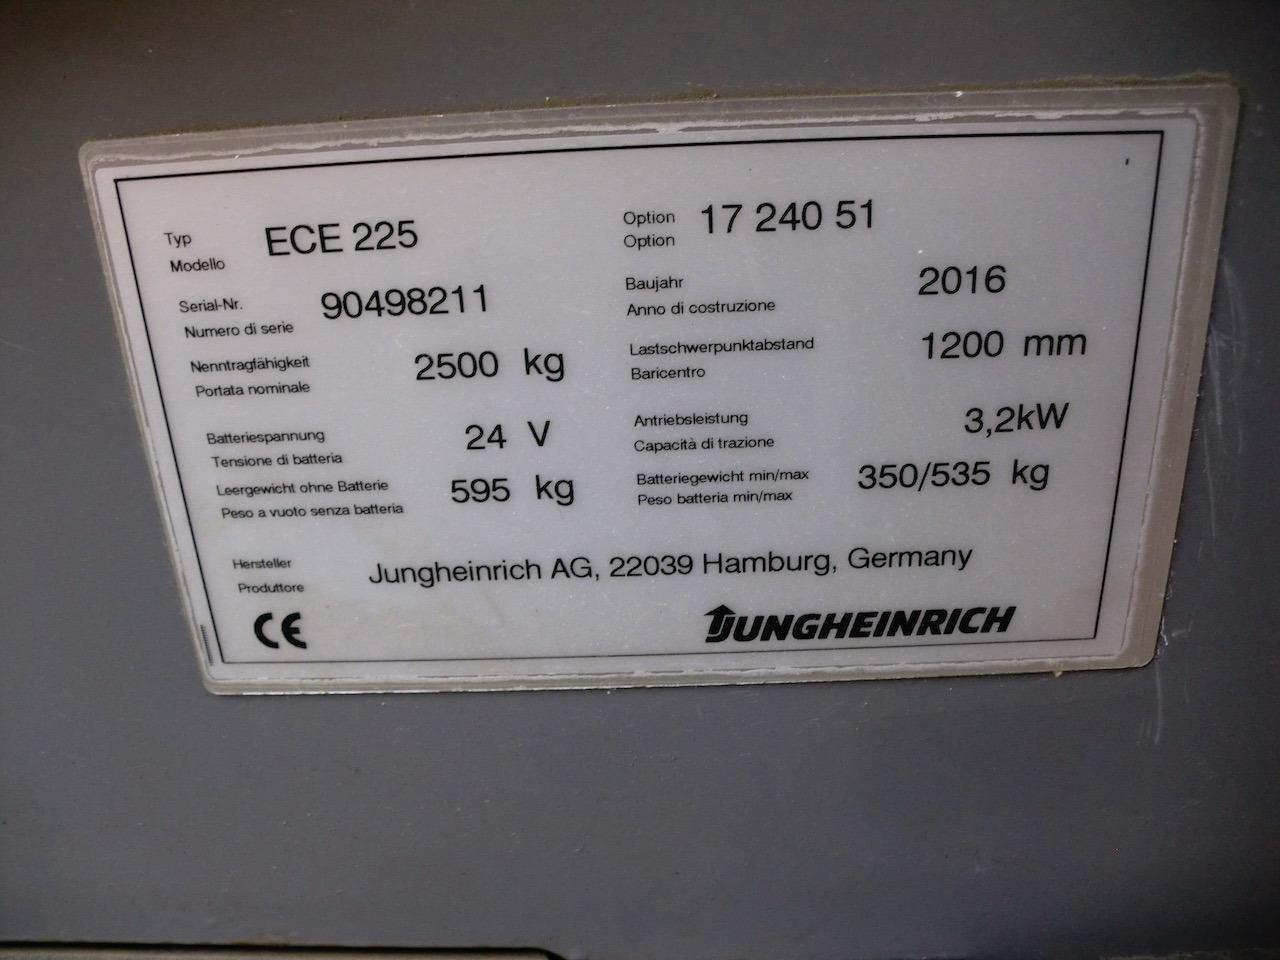 Typ
Modello
ECE 225
Option
Option
17 240 51
Serial-Nr.
Numero di serie
90498211
Baujahr
Anno di costruzione
2016
Nenntragfähigkeit
Portata nominale
2500 kg
Lastschwerpunktabstand
Baricentro
1200 mm
Batteriespannung
Tensione di batteria
24 V
Antriebsleistung
Capacità di trazione
3,2kW
Leergewicht ohne Batterie
Peso a vuoto senza batteria
595 kg
Batteriegewicht min/max
Peso batteria min/max
350/535 kg
Hersteller
Produttore
Jungheinrich AG, 22039 Hamburg, Germany
CE
JUNGHEINRICH